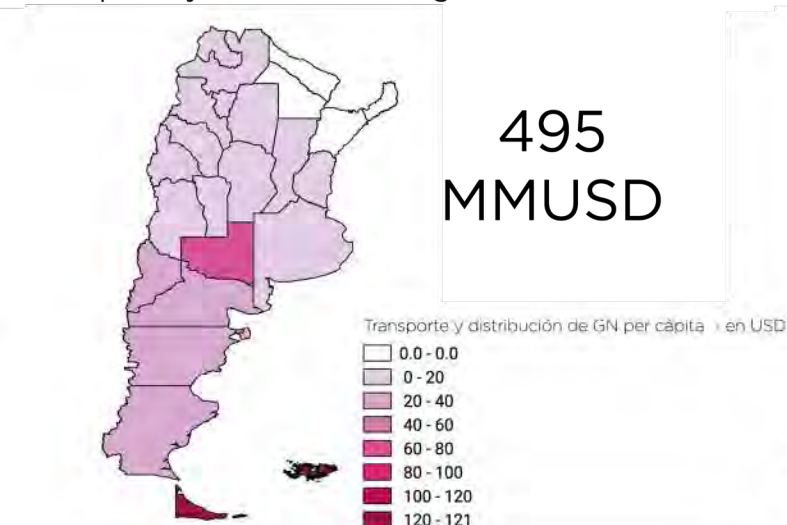 495
MMUSD
Transporte y distribución de GN per cápita › en USD
0.0 - 0.0
0 - 20
20 - 40
40 - 60
60 - 80
80 - 100
100 - 120
120 - 121